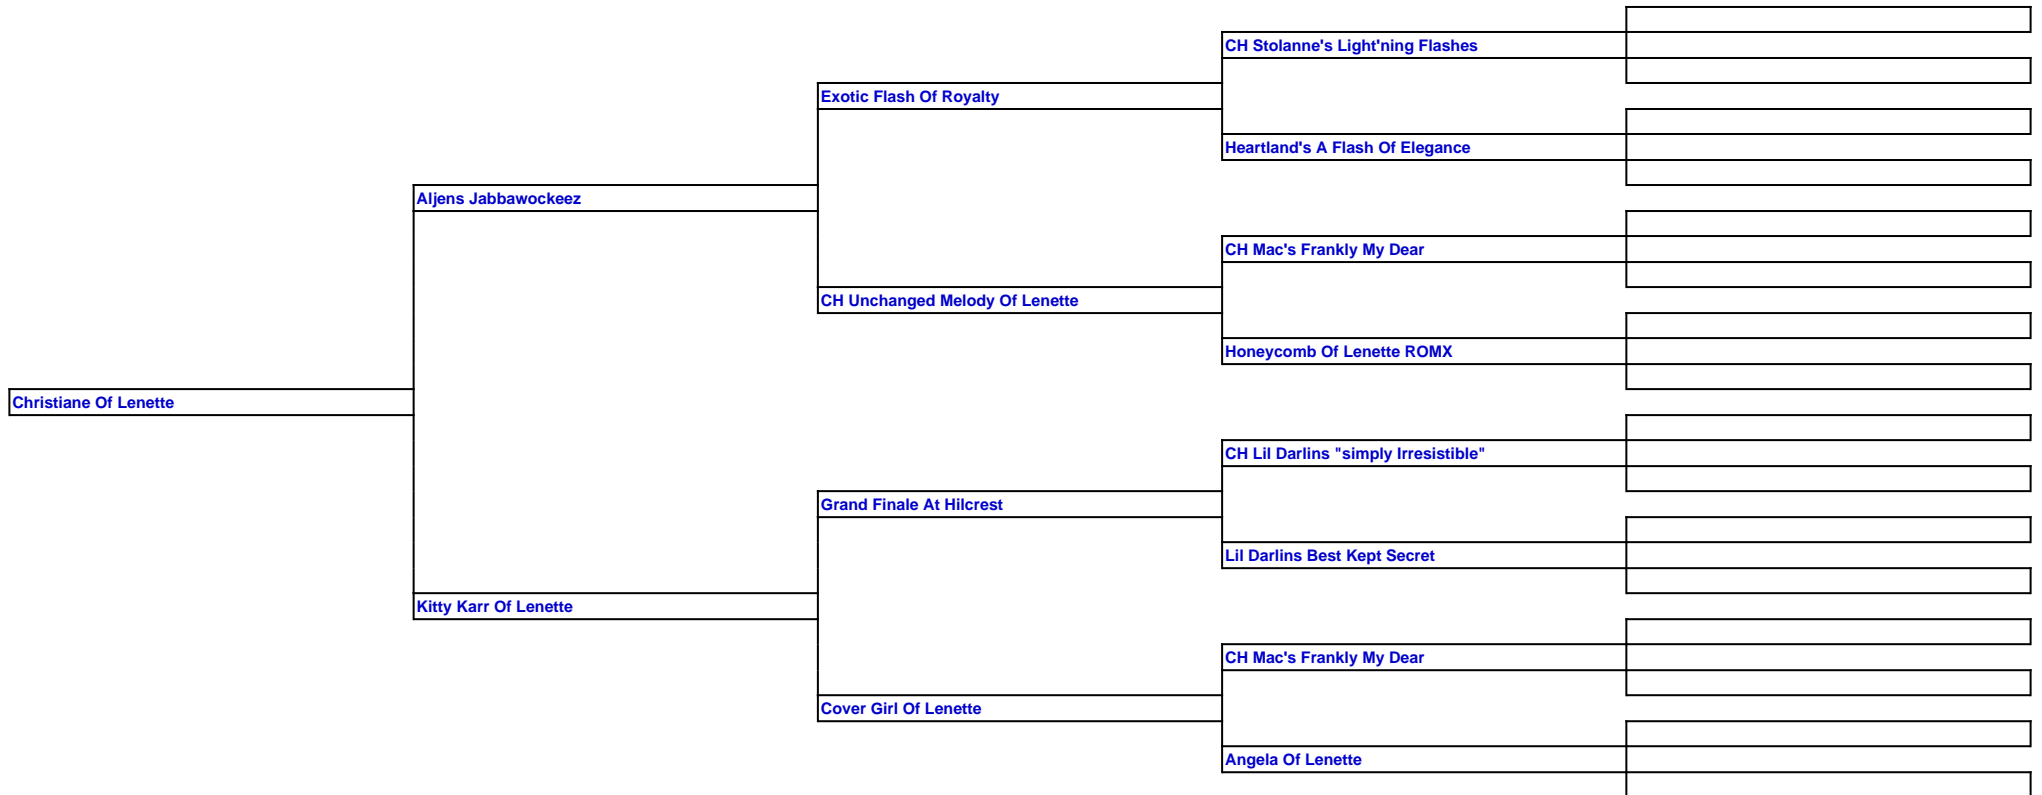 CH Stolanne's Light'ning Flashes
Exotic Flash Of Royalty
Heartland's A Flash Of Elegance
Aljens Jabbawockeez
CH Mac's Frankly My Dear
CH Unchanged Melody Of Lenette
Honeycomb Of Lenette ROMX
Christiane Of Lenette
CH Lil Darlins "simply Irresistible"
Grand Finale At Hilcrest
Lil Darlins Best Kept Secret
Kitty Karr Of Lenette
CH Mac's Frankly My Dear
Cover Girl Of Lenette
Angela Of Lenette